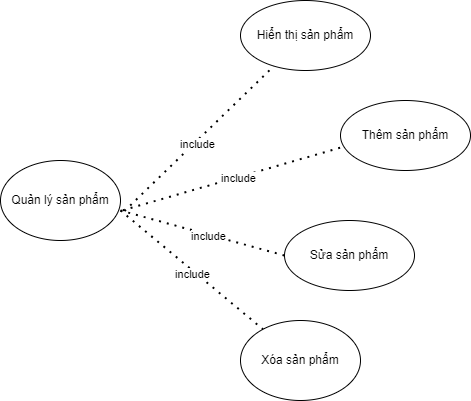 Hiển thị sản phẩm
Thêm sản phẩm
include
include
Quản lý sản phẩm
include
Sửa sản phẩm
include
Xóa sản phẩm